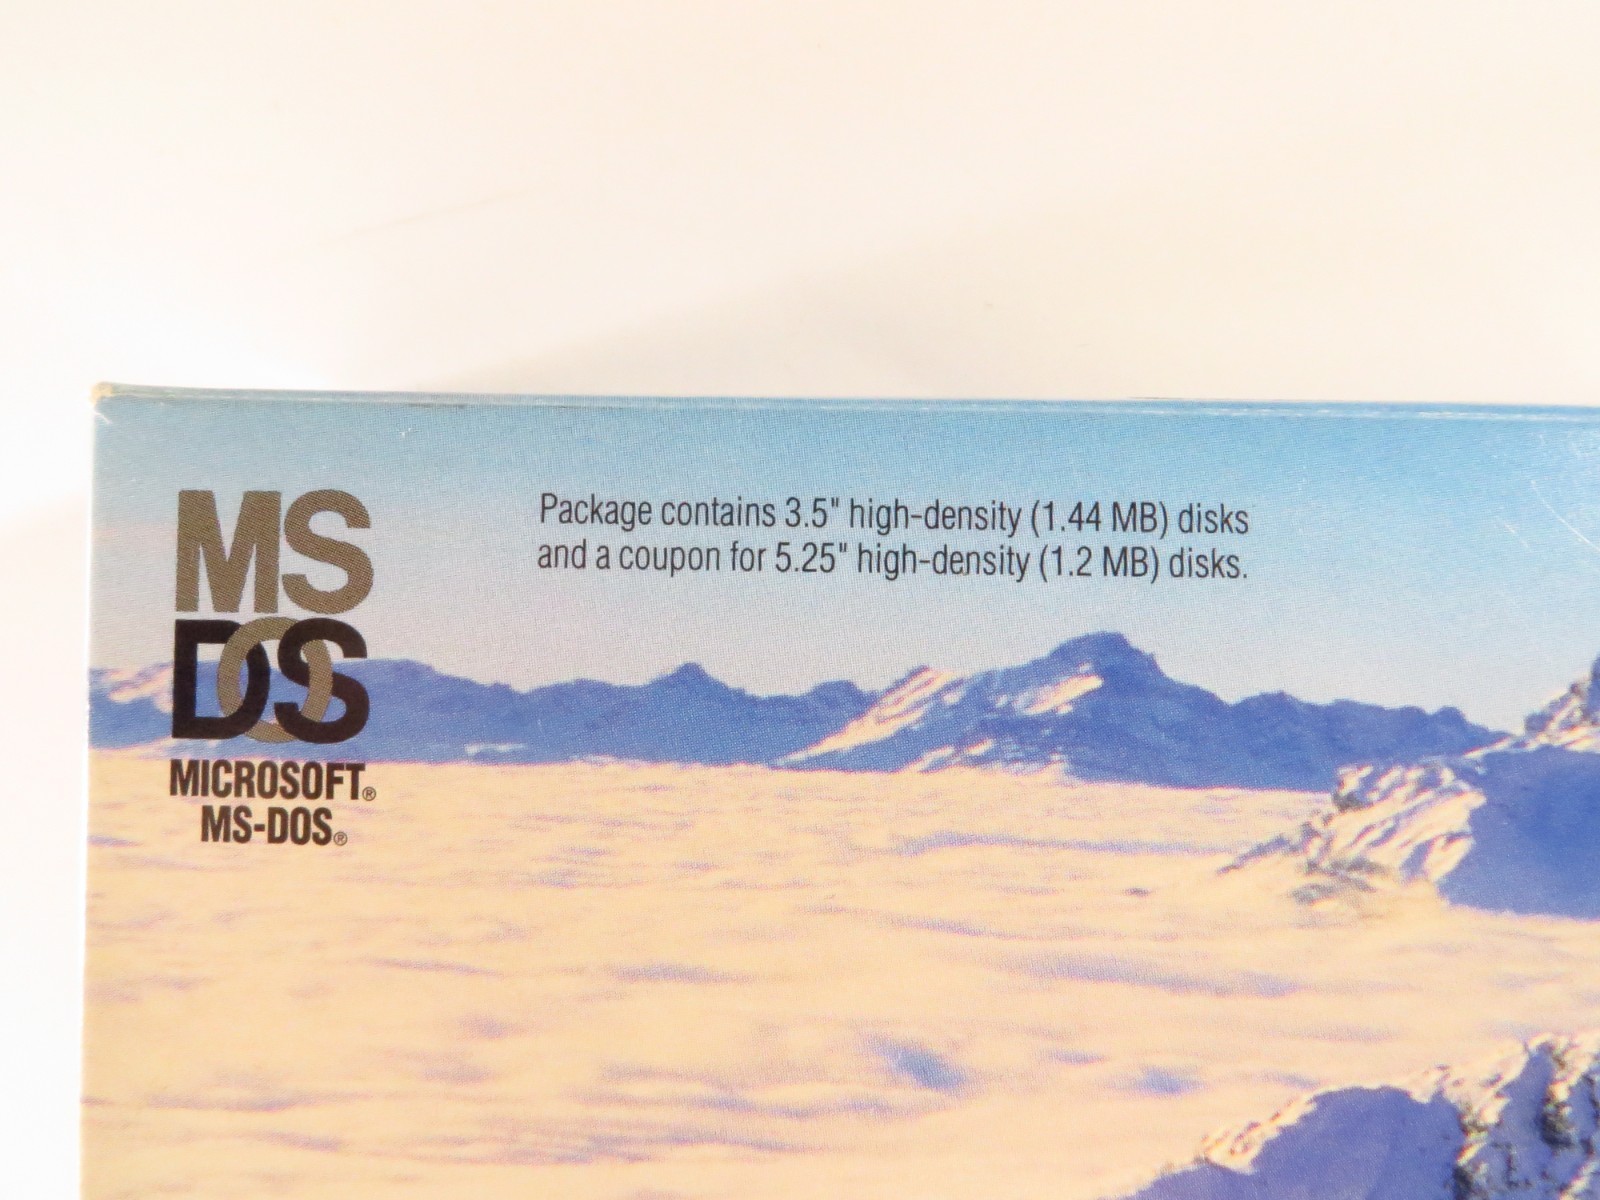 MS
DOS
MICROSOFT®
MS-DOS®
Package contains 3.5" high-density (1.44 MB) disks
and a coupon for 5.25" high-density (1.2 MB) disks.